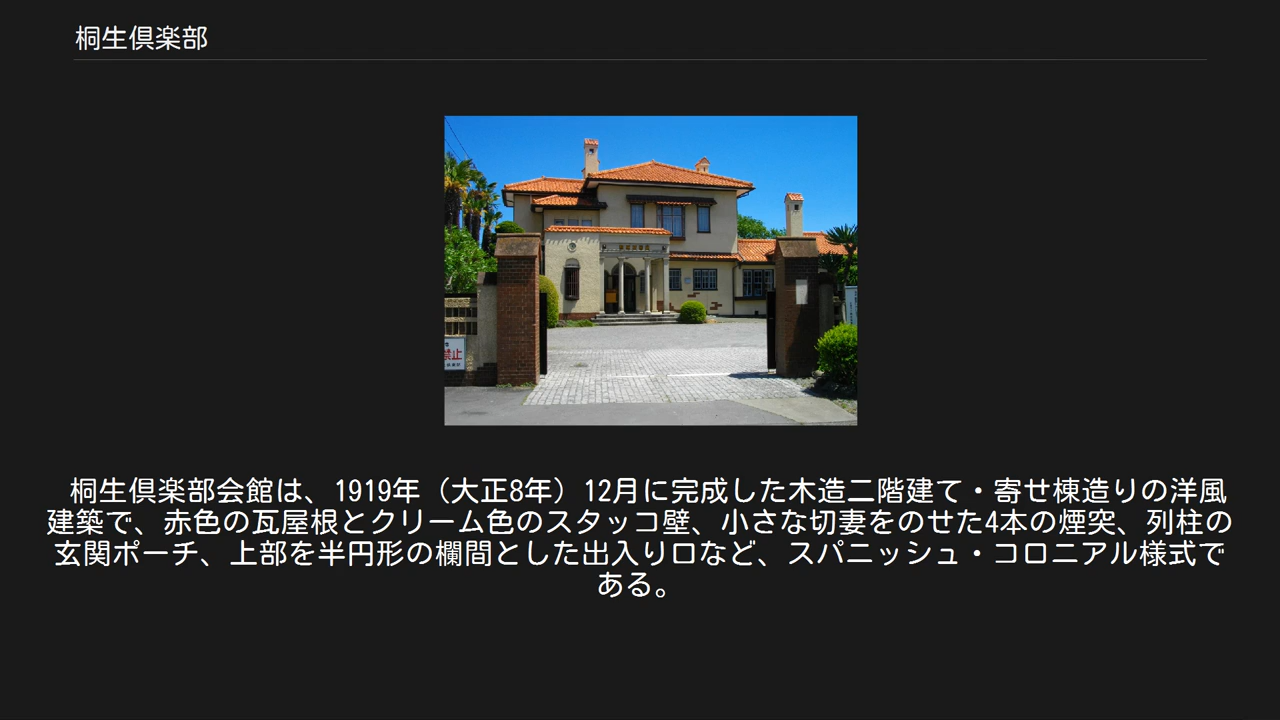 桐生倶楽部
禁止
桐生倶楽部会館は、1919年（大正8年）12月に完成した木造二階建て・寄せ棟造りの洋風
建築で、赤色の瓦屋根とクリーム色のスタッコ壁、小さな切妻をのせた4本の煙突、列柱の
玄関ポーチ、上部を半円形の欄間とした出入り口など、スパニッシュ・コロニアル様式で
ある。